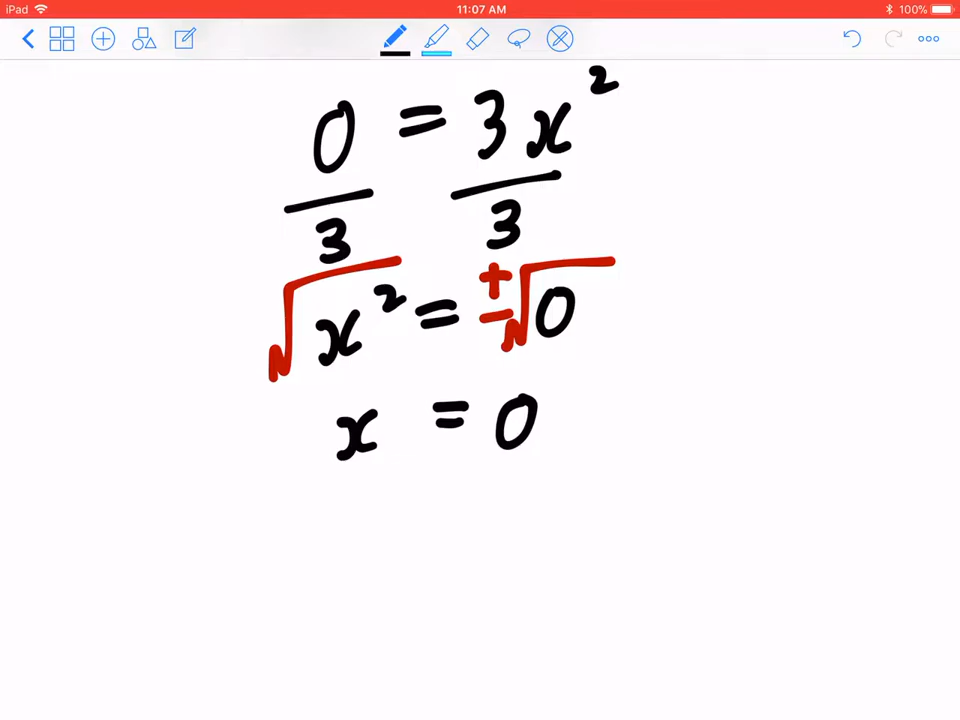 iPad 11:07 AM 100%
0 = 3x²
3 3
√x² = ±√0
x = 0